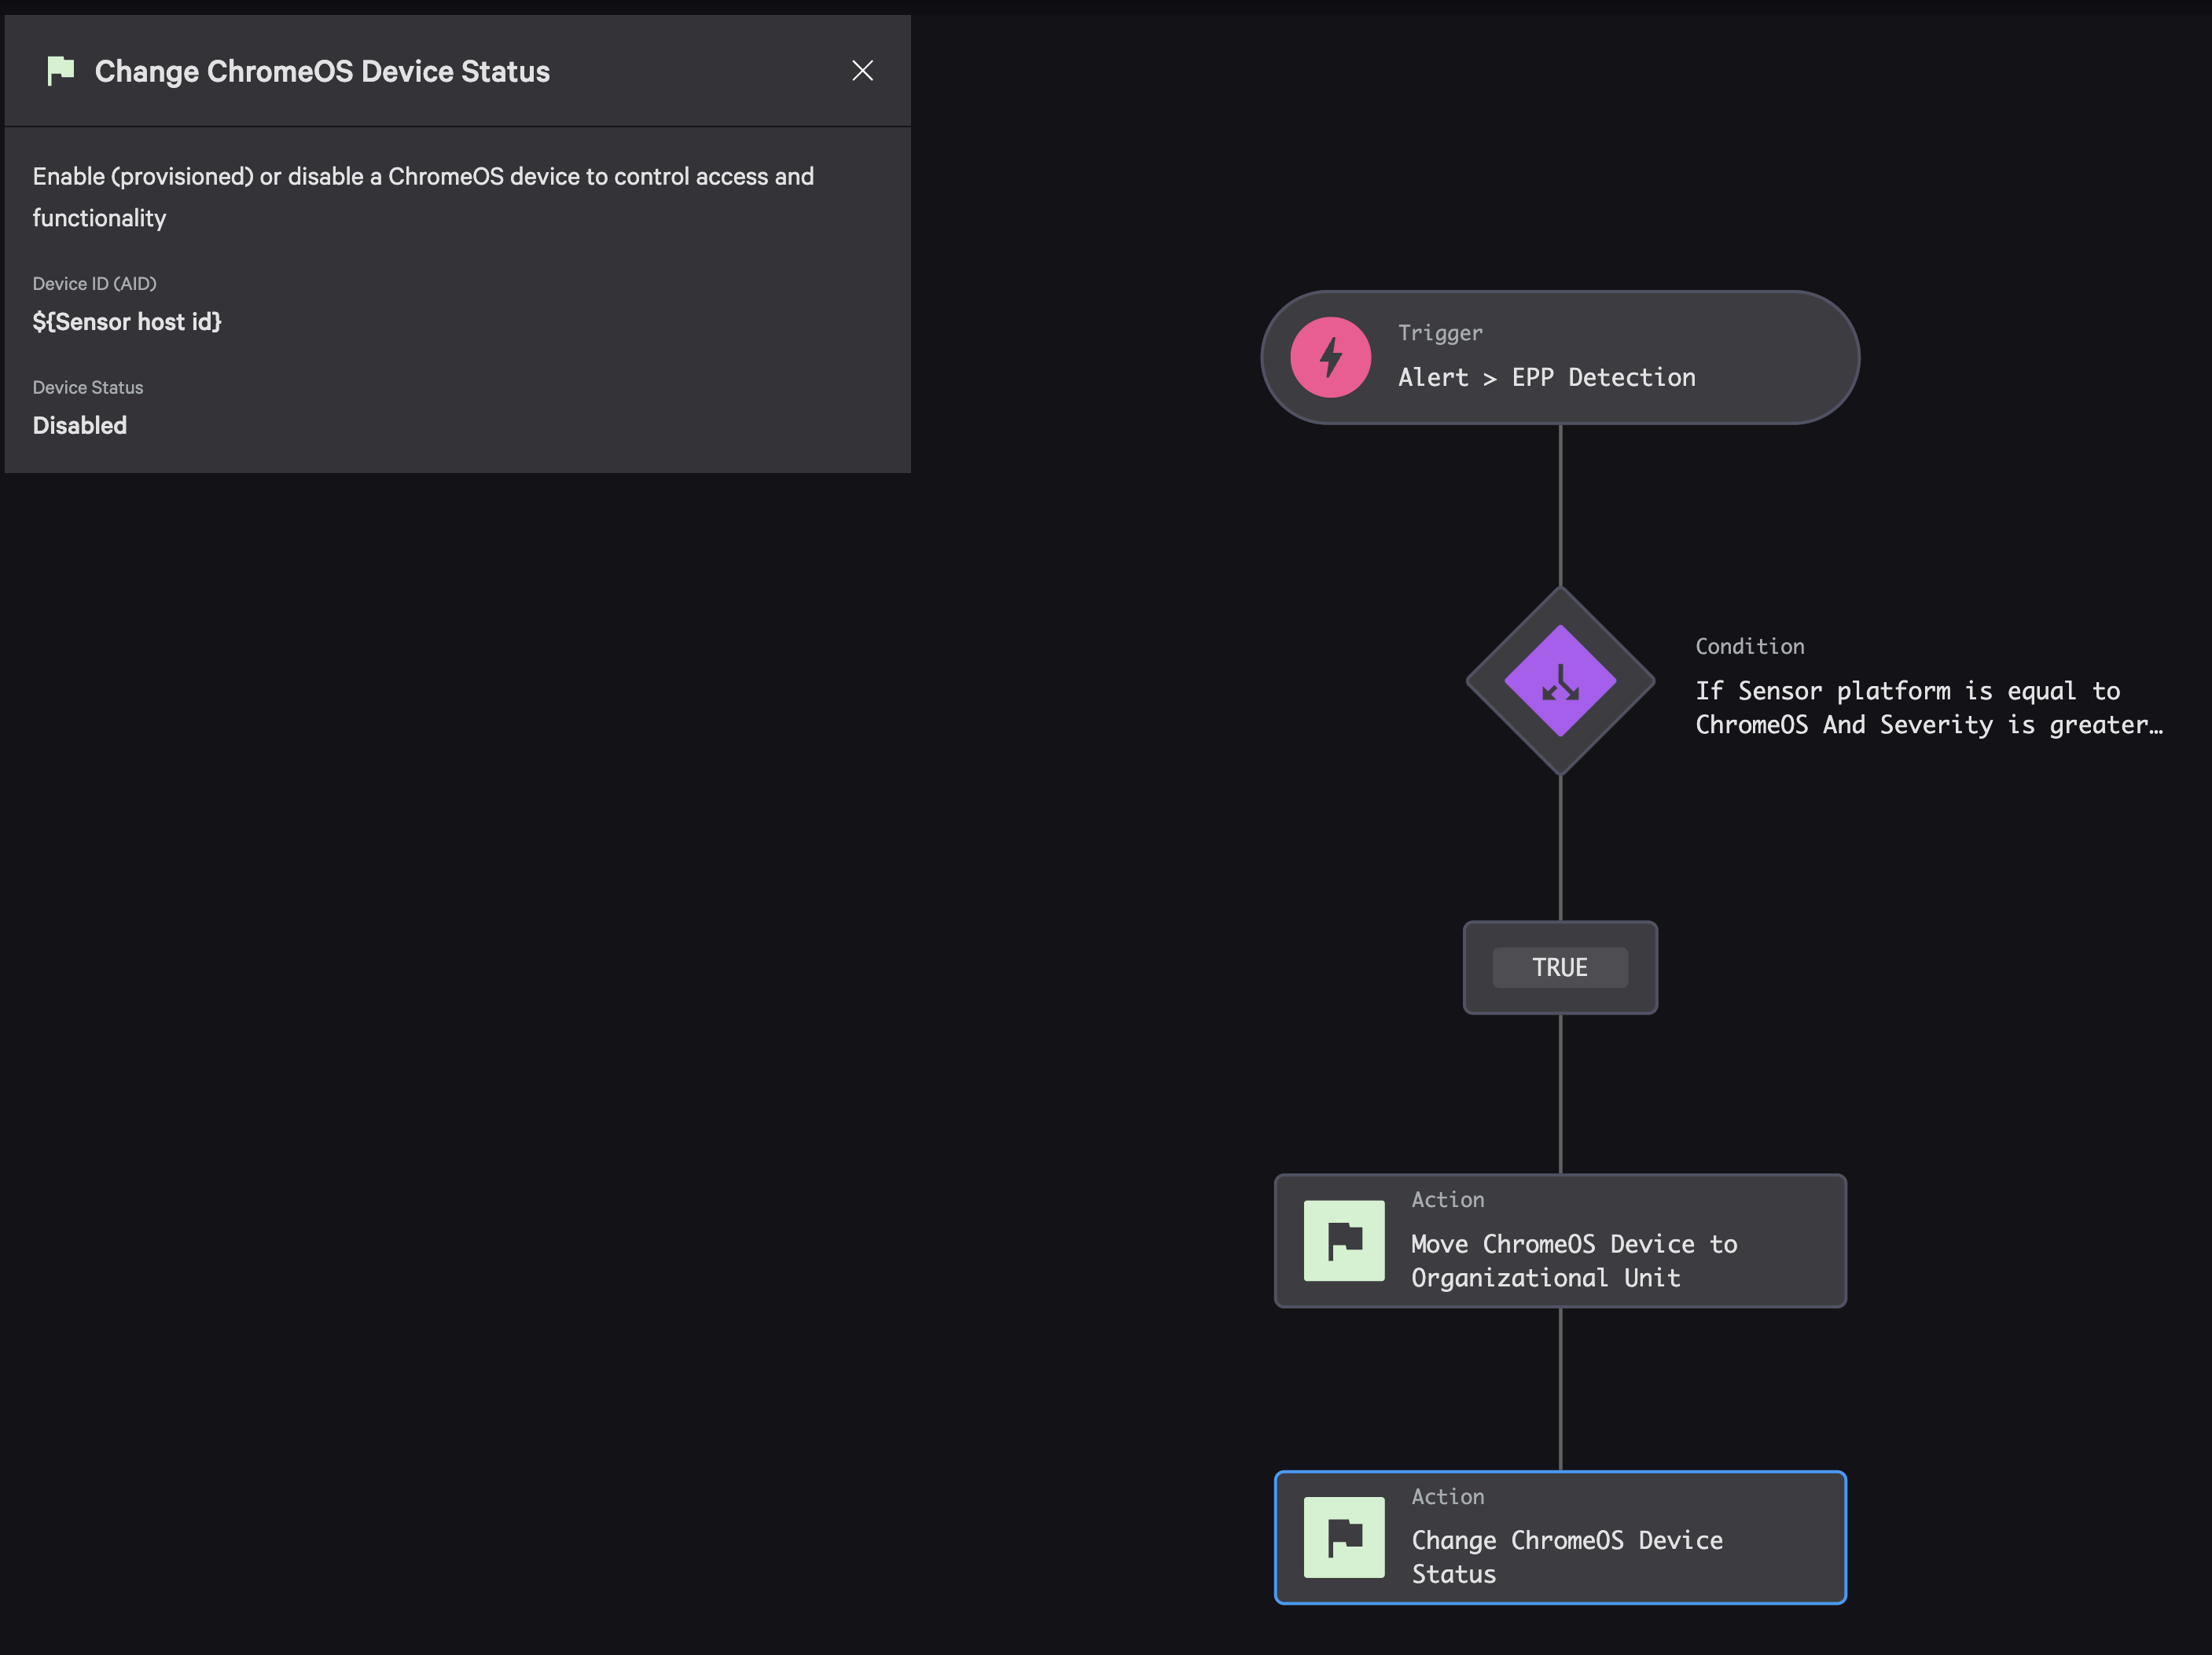 Change ChromeOS Device Status
Enable (provisioned) or disable a ChromeOS device to control access and
functionality
Device ID (AID)
${Sensor host id}
Device Status
Disabled
Trigger
Alert > EPP Detection
Condition
If Sensor platform is equal to
ChromeOS And Severity is greater…
TRUE
Action
Move ChromeOS Device to
Organizational Unit
Action
Change ChromeOS Device
Status